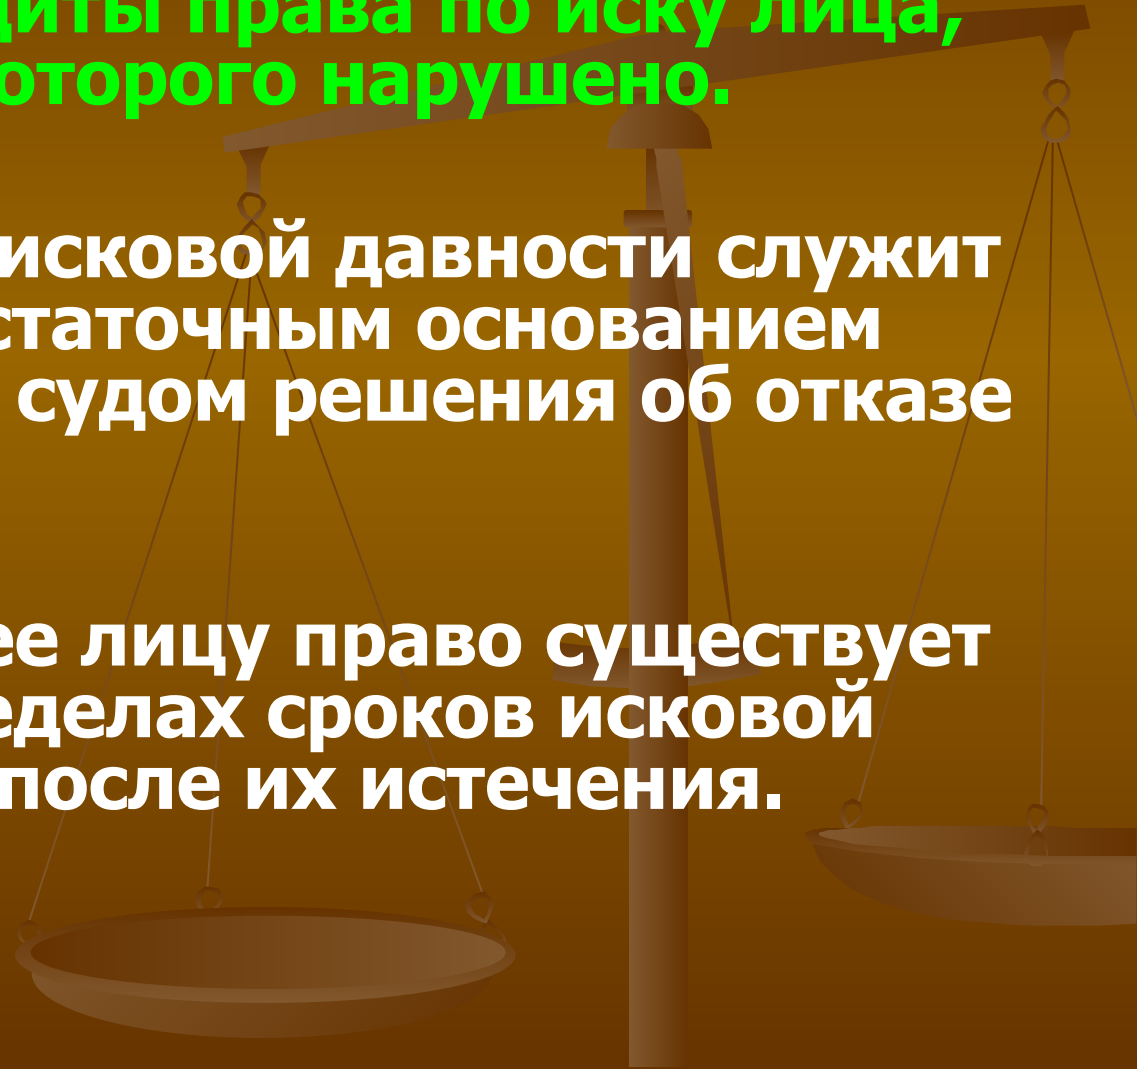 диты права по иску лица,
оторого нарушено.
исковой давности служит
статочным основанием
судом решения об отказе
ее лицу право существует
еделах сроков исковой
после их истечения.